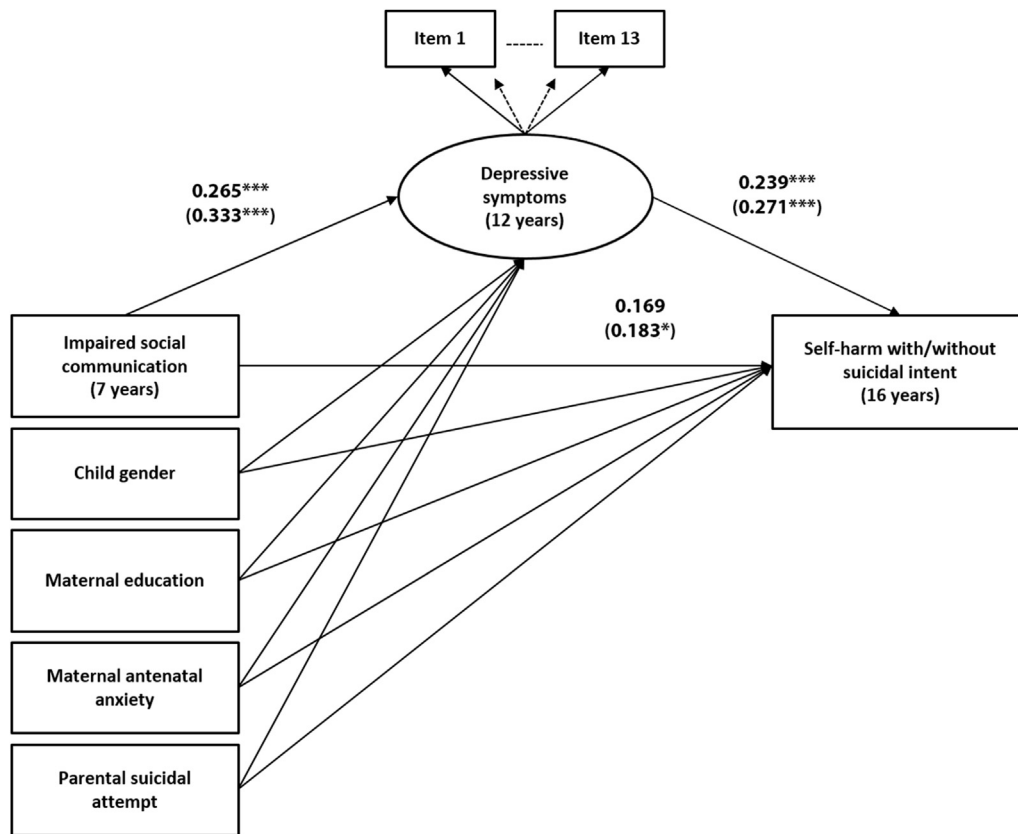 Item 1
Item 13
Depressive
symptoms
(12 years)
0.265***
(0.333***)
0.239***
(0.271***)
0.169
(0.183*)
Impaired social
communication
(7 years)
Self-harm with/without
suicidal intent
(16 years)
Child gender
Maternal education
Maternal antenatal
anxiety
Parental suicidal
attempt